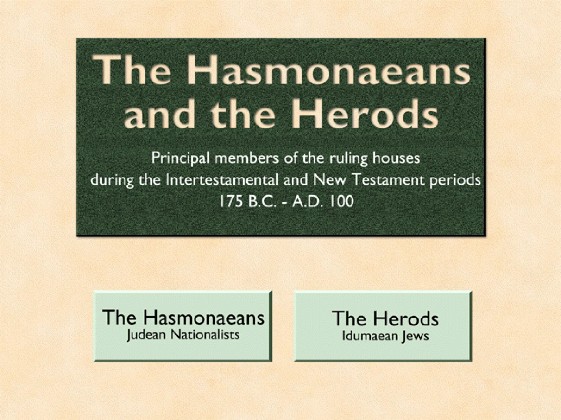 The Hasmonaeans
and the Herods
Principal members of the ruling houses
during the Intertestamental and New Testament periods
175 B.C. - A.D. 100
The Hasmonaeans
Judean Nationalists
The Herods
Idumaean Jews